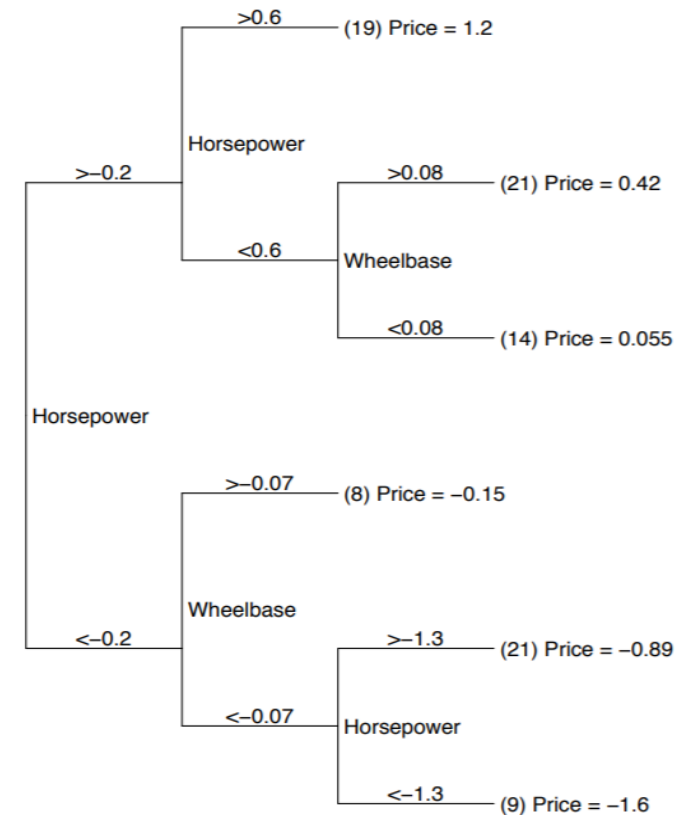 >0.6
(19) Price = 1.2
Horsepower
>−0.2
>0.08
(21) Price = 0.42
<0.6
Wheelbase
<0.08
(14) Price = 0.055
Horsepower
>−0.07
(8) Price = −0.15
Wheelbase
<−0.2
>−1.3
(21) Price = −0.89
<−0.07
Horsepower
<−1.3
(9) Price = −1.6